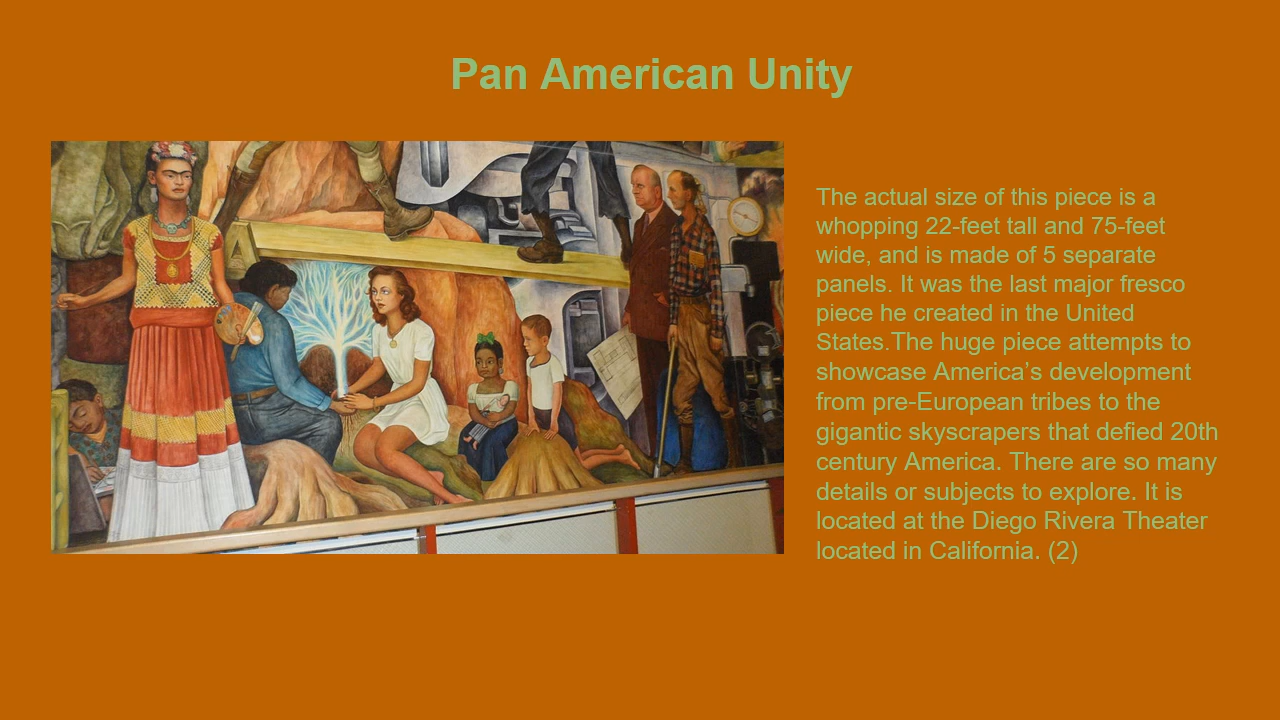 Pan American Unity
The actual size of this piece is a
whopping 22-feet tall and 75-feet
wide, and is made of 5 separate
panels. It was the last major fresco
piece he created in the United
States.The huge piece attempts to
showcase America’s development
from pre-European tribes to the
gigantic skyscrapers that defied 20th
century America. There are so many
details or subjects to explore. It is
located at the Diego Rivera Theater
located in California. (2)